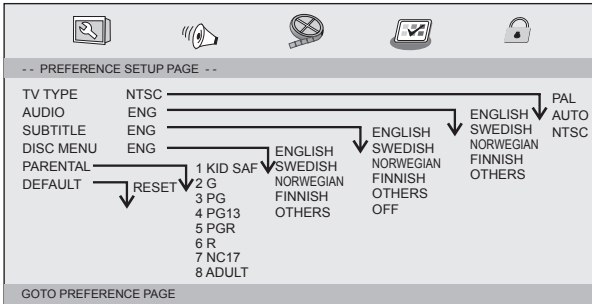 -- PREFERENCE SETUP PAGE --
TV TYPE NTSC
AUDIO ENG
SUBTITLE ENG
DISC MENU ENG
PARENTAL
DEFAULT RESET
1 KID SAF
2 G
3 PG
4 PG13
5 PGR
6 R
7 NC17
8 ADULT
ENGLISH
SWEDISH
NORWEGIAN
FINNISH
OTHERS
ENGLISH
SWEDISH
NORWEGIAN
FINNISH
OTHERS
OFF
ENGLISH
SWEDISH
NORWEGIAN
FINNISH
OTHERS
PAL
AUTO
NTSC
GOTO PREFERENCE PAGE